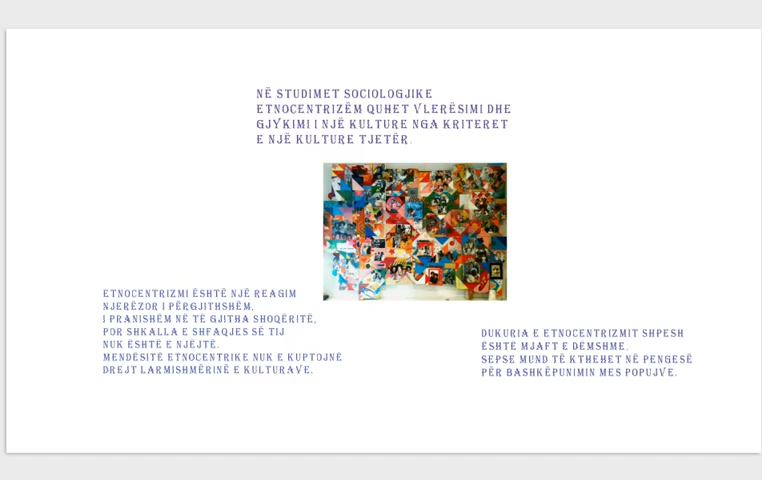 NË STUDIMET SOCIOLOGJIKE
ETNOCENTRIZËM QUHET VLERËSIMI DHE
GJYKIMI I NJË KULTURE NGA KRITERET
E NJË KULTURE TJETËR.
ETNOCENTRIZMI ËSHTË NJË REAGIM
NJERËZOR I PËRGJITHSHËM,
I PRANISHËM NË TË GJITHA SHOQËRITË,
POR SHKALLA E SHFAQJES SË TIJ
NUK ËSHTË E NJËJTË.
MENDËSITË ETNOCENTRIKE NUK E KUPTOJNË
DREJT LARMISHMËRINË E KULTURAVE.
DUKURIA E ETNOCENTRIZMIT SHPESH
ËSHTË MJAFT E DËMSHME,
SEPSE MUND TË KTHEHET NË PENGESË
PËR BASHKËPUNIMIN MES POPUJVE.